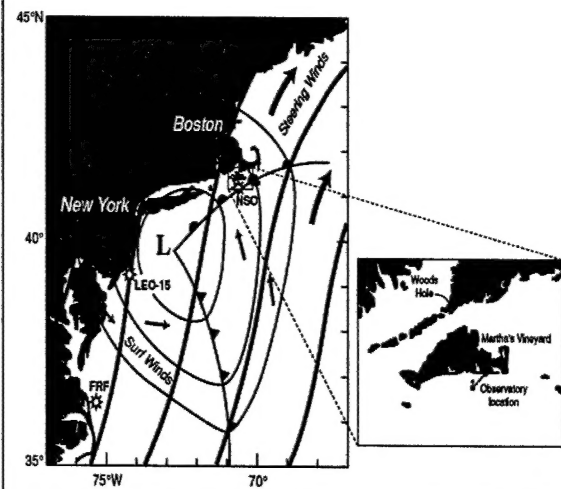 45°N
Boston
Steering Winds
NSO
New York
40°
L
LEO-15
Surf Winds
FRF
35°
75°W
70°
Woods
Hole
Martha's Vineyard
Observatory
location